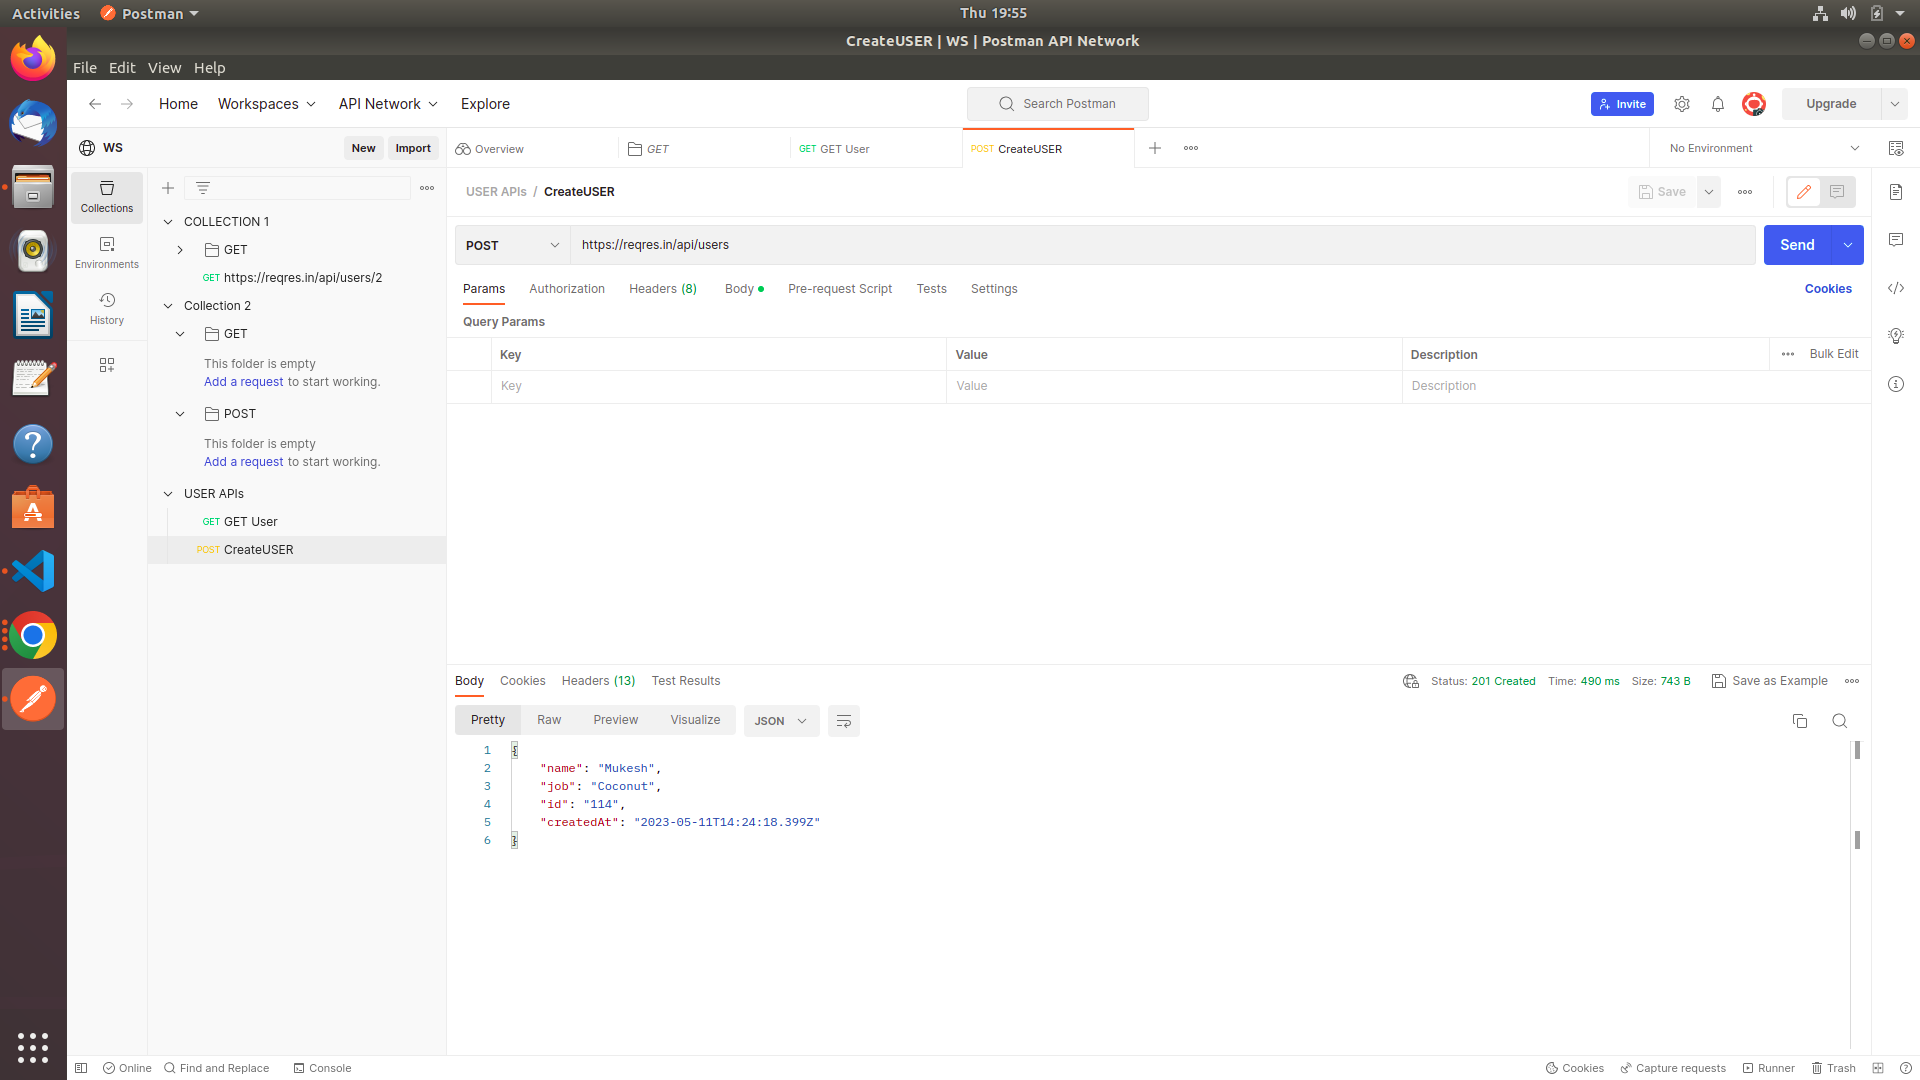 Activities Postman Thu 19:55
CreateUSER | WS | Postman API Network
File Edit View Help
Home Workspaces API Network Explore Search Postman Invite Upgrade
WS New Import Overview GET GET GET User POST CreateUSER No Environment
Collections
Environments
History
COLLECTION 1
GET
GET https://reqres.in/api/users/2
Collection 2
GET
This folder is empty
Add a request to start working.
POST
This folder is empty
Add a request to start working.
USER APIs
GET GET User
POST CreateUSER
USER APIs / CreateUSER Save
POST https://reqres.in/api/users Send
Params Authorization Headers (8) Body Pre-request Script Tests Settings Cookies
Query Params
Key Value Description Bulk Edit
Key Value Description
Body Cookies Headers (13) Test Results Status: 201 Created Time: 490 ms Size: 743 B Save as Example
Pretty Raw Preview Visualize JSON
1 {
2 "name": "Mukesh",
3 "job": "Coconut",
4 "id": "114",
5 "createdAt": "2023-05-11T14:24:18.399Z"
6 }
Online Find and Replace Console Cookies Capture requests Runner Trash